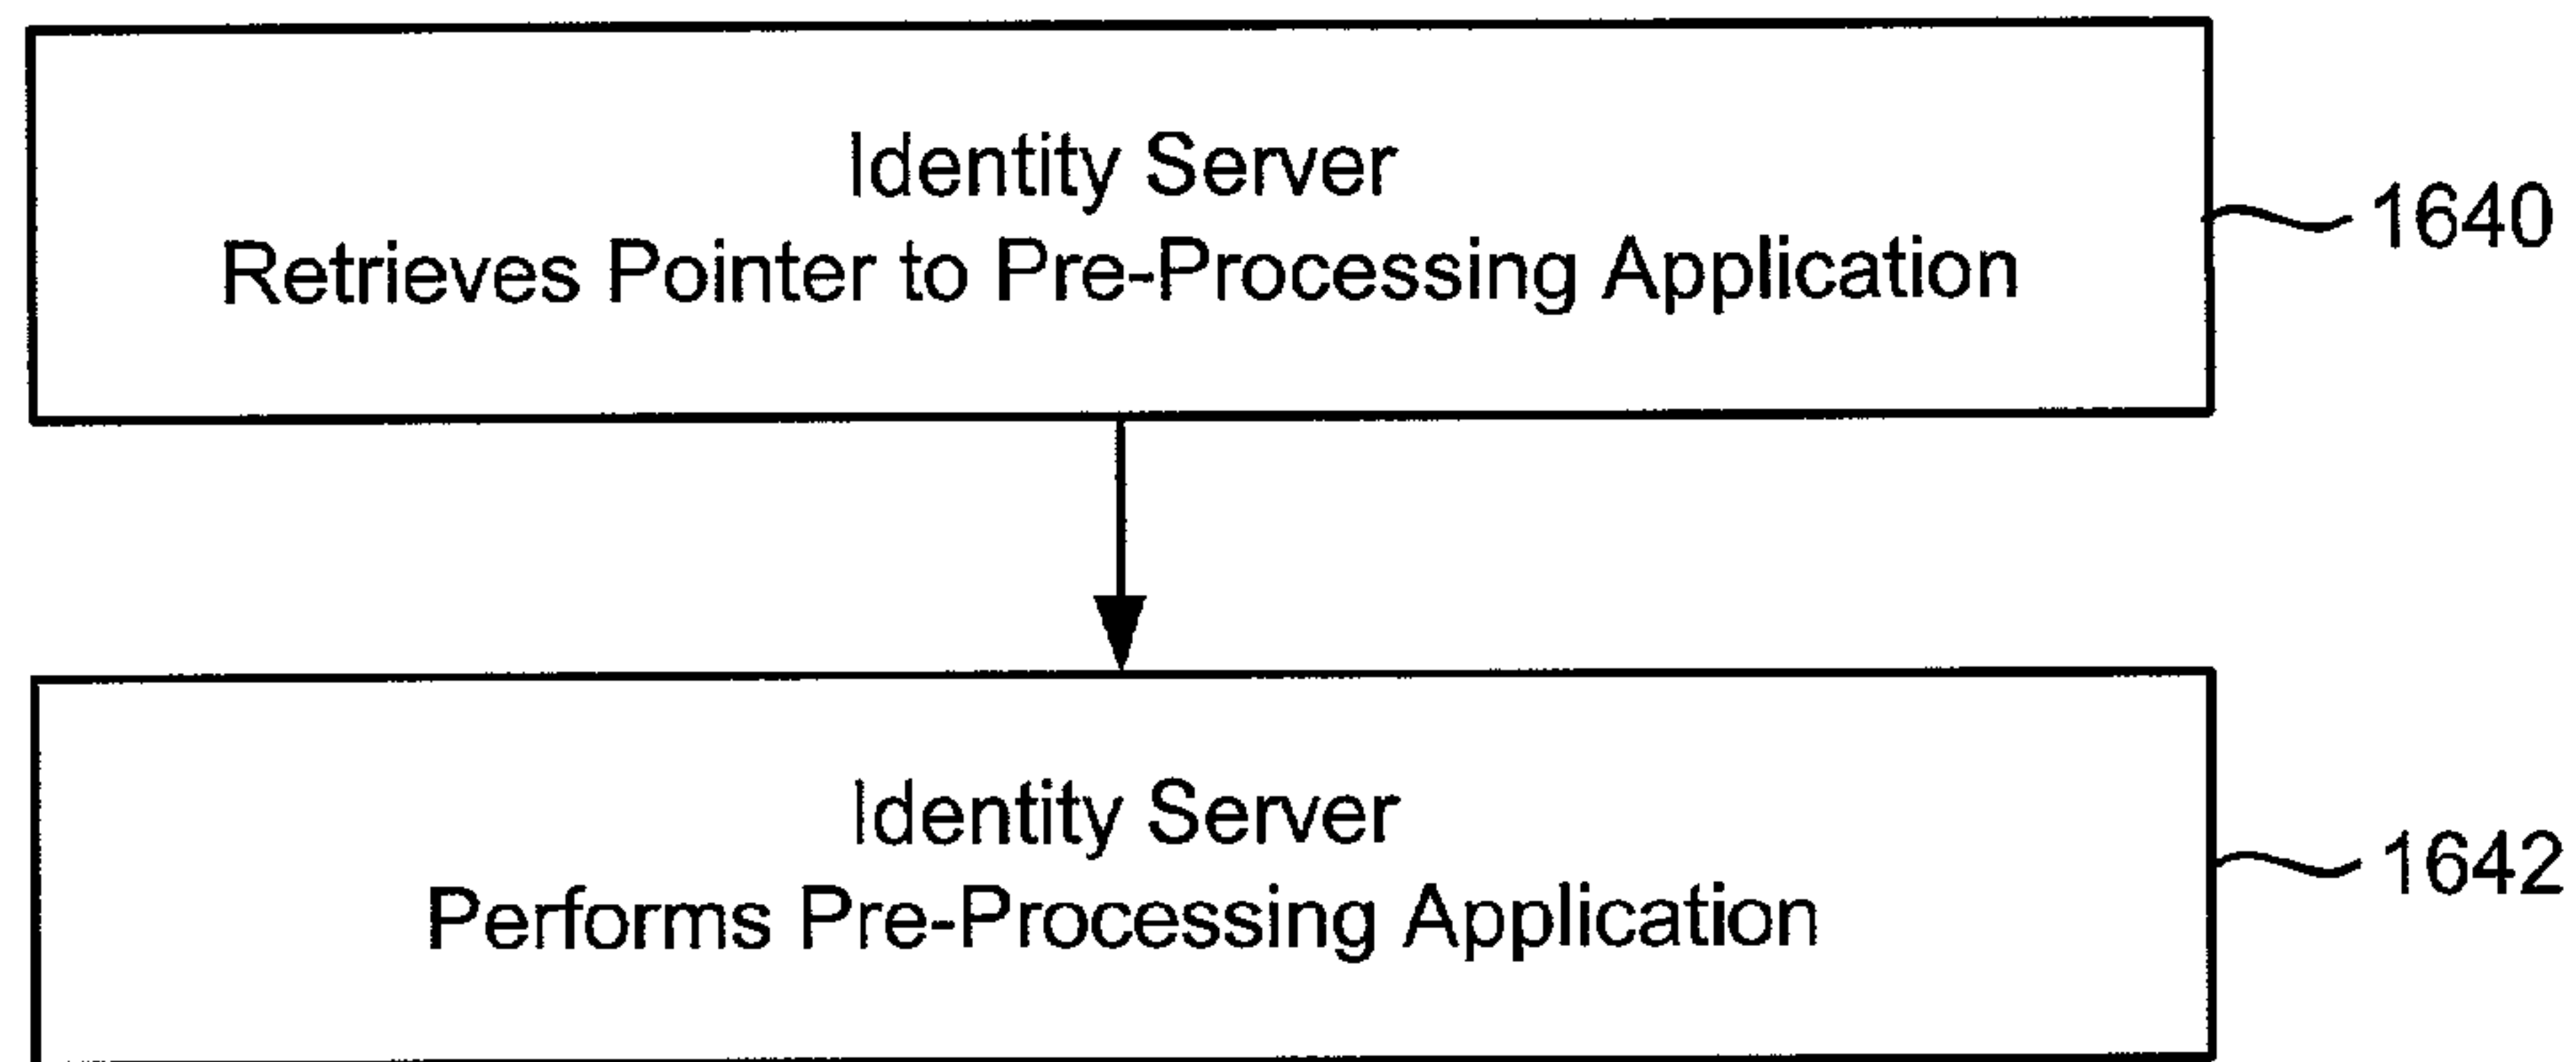 Identity Server
Retrieves Pointer to Pre-Processing Application
1640
Identity Server
Performs Pre-Processing Application
1642